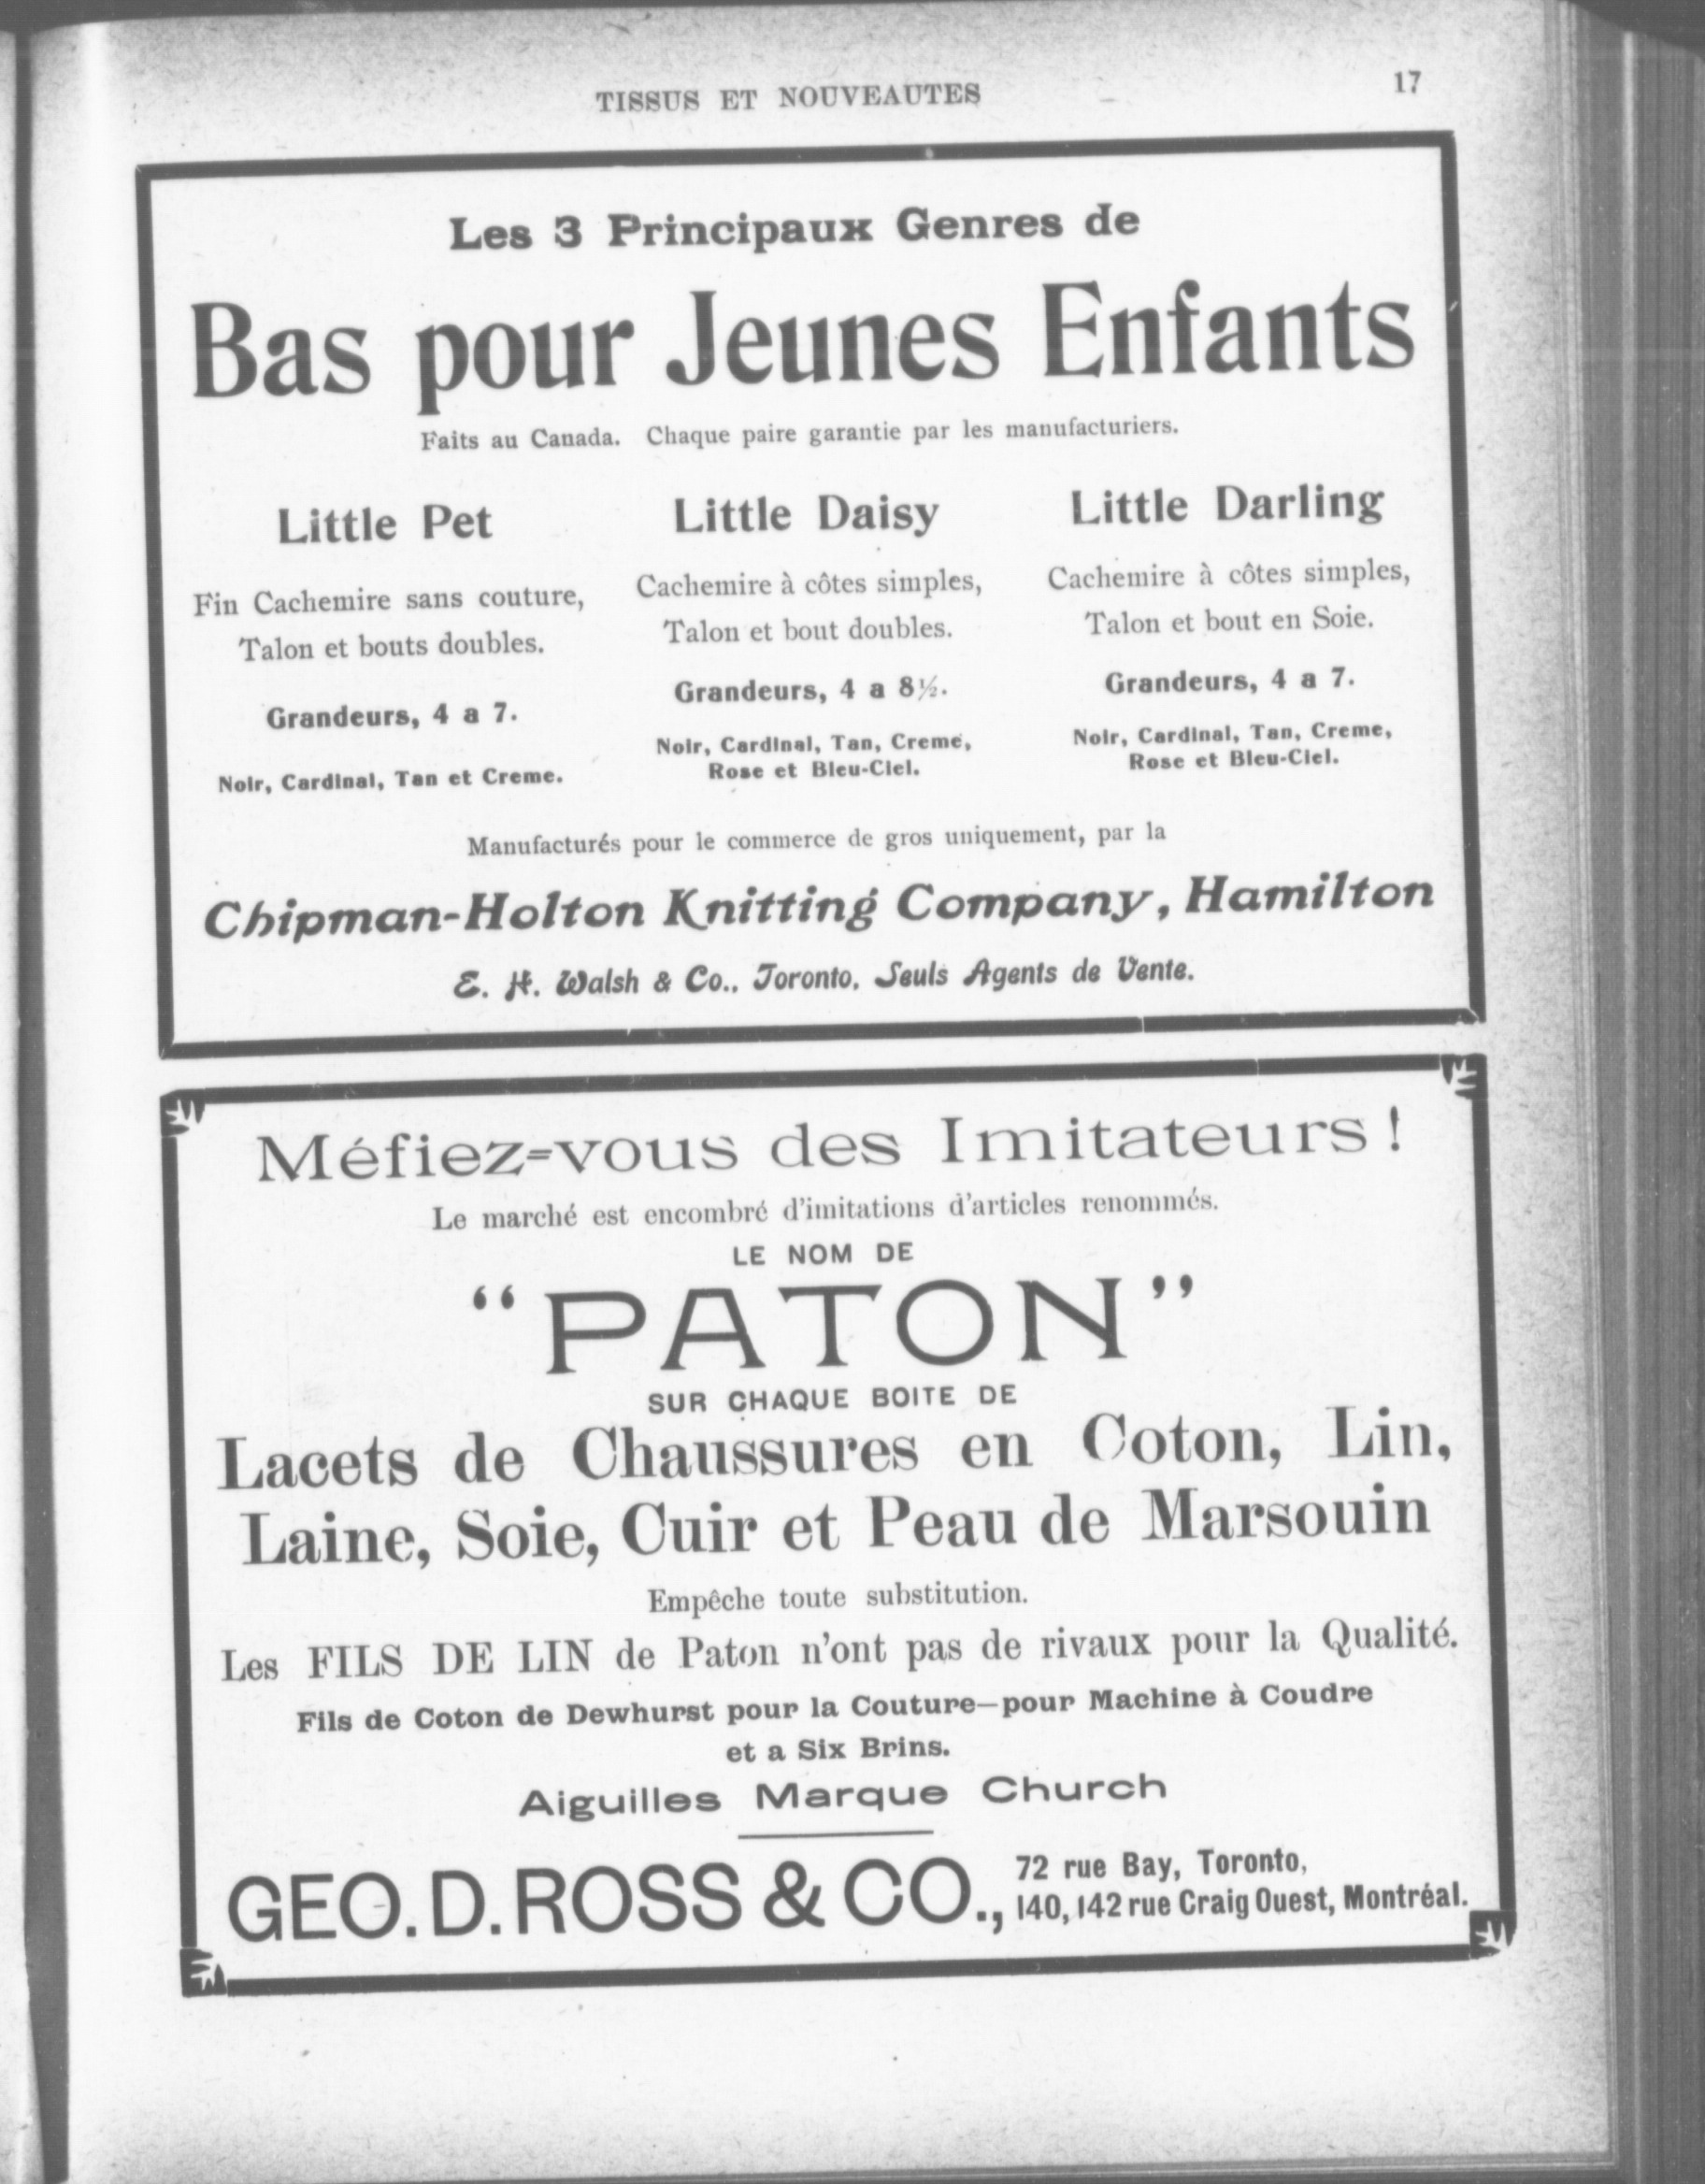 TISSUS ET NOUVEAUTES 17
Les 3 Principaux Genres de
Bas pour Jeunes Enfants
Faits au Canada. Chaque paire garantie par les manufacturiers.
Little Pet
Fin Cachemire sans couture,
Talon et bouts doubles.
Grandeurs, 4 a 7.
Noir, Cardinal, Tan et Creme.
Little Daisy
Cachemire à côtes simples,
Talon et bout doubles.
Grandeurs, 4 a 8½.
Noir, Cardinal, Tan, Creme,
Rose et Bleu-Ciel.
Little Darling
Cachemire à côtes simples,
Talon et bout en Soie.
Grandeurs, 4 a 7.
Noir, Cardinal, Tan, Creme,
Rose et Bleu-Ciel.
Manufacturés pour le commerce de gros uniquement, par la
Chipman-Holton Knitting Company, Hamilton
E. H. Walsh & Co., Toronto, Seuls Agents de Vente.
Méfiez-vous des Imitateurs !
Le marché est encombré d'imitations d'articles renommés.
LE NOM DE
“PATON”
SUR CHAQUE BOITE DE
Lacets de Chaussures en Coton, Lin,
Laine, Soie, Cuir et Peau de Marsouin
Empêche toute substitution.
Les FILS DE LIN de Paton n'ont pas de rivaux pour la Qualité.
Fils de Coton de Dewhurst pour la Couture—pour Machine à Coudre
et a Six Brins.
Aiguilles Marque Church
GEO. D. ROSS & CO.,
72 rue Bay, Toronto,
140, 142 rue Craig Ouest, Montréal.